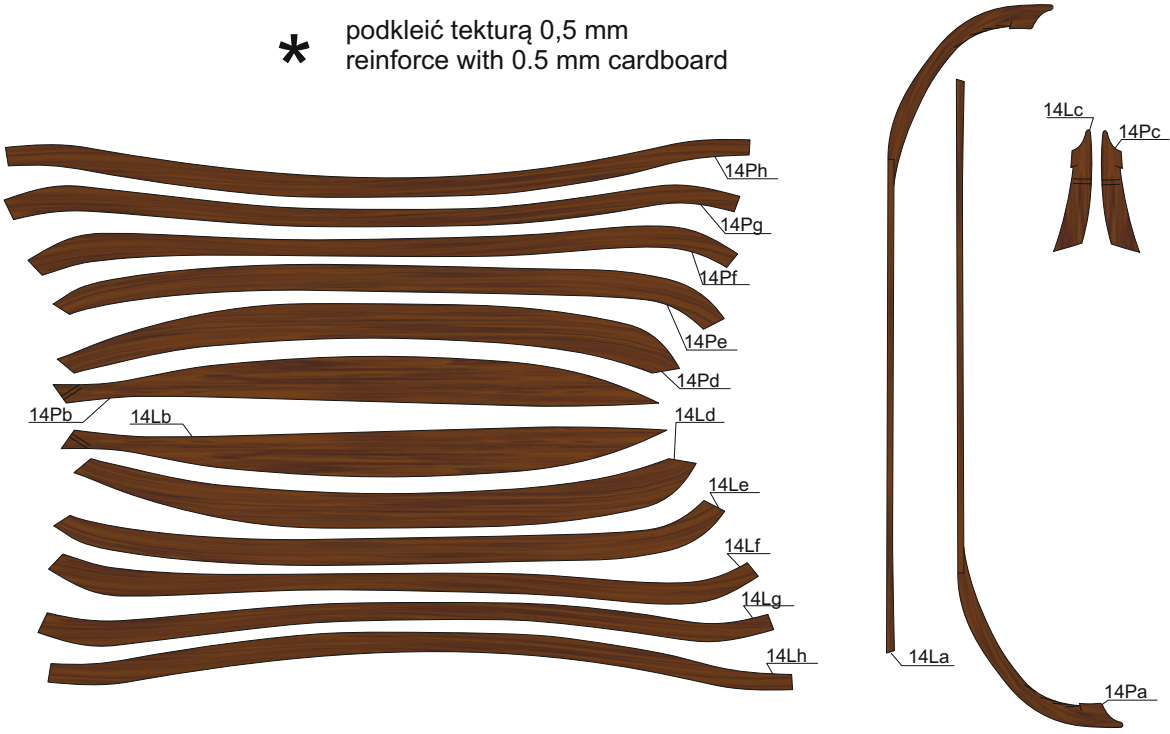 * podkleić tekturą 0,5 mm
reinforce with 0.5 mm cardboard
14Lc
14Pc
14Ph
14Pg
14Pf
14Pe
14Pd
14Pb
14Lb
14Ld
14Le
14Lf
14Lg
14Lh
14La
14Pa